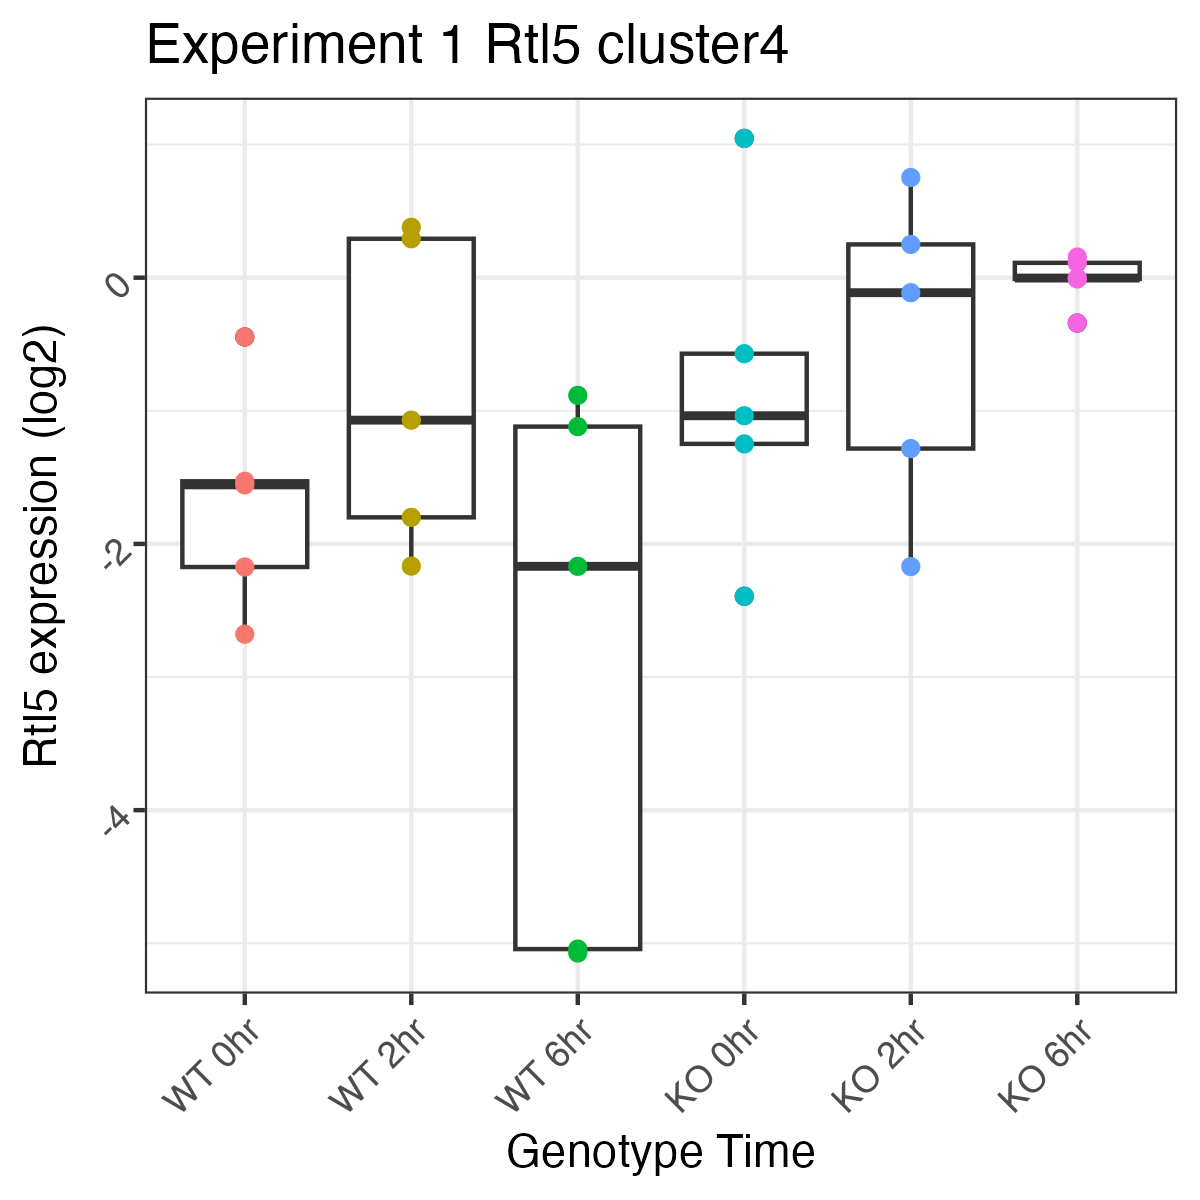 Experiment 1 Rtl5 cluster4
Rtl5 expression (log2)
0
-2
-4
WT 0hr
WT 2hr
WT 6hr
KO 0hr
KO 2hr
KO 6hr
Genotype Time